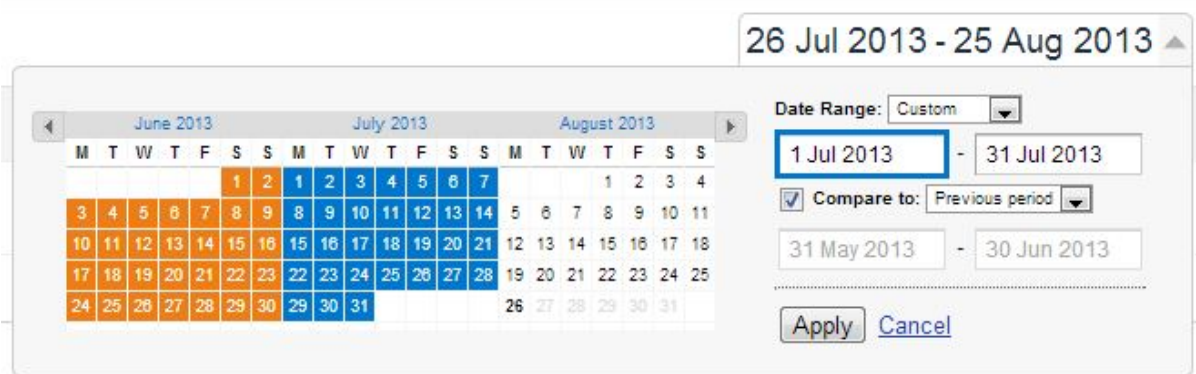 26 Jul 2013 - 25 Aug 2013
June 2013 July 2013 August 2013
M T W T F S S M T W T F S S M T W T F S S
1 2 1 2 3 4 5 6 7 1 2 3 4
3 4 5 6 7 8 9 8 9 10 11 12 13 14 5 6 7 8 9 10 11
10 11 12 13 14 15 16 15 16 17 18 19 20 21 12 13 14 15 16 17 18
17 18 19 20 21 22 23 22 23 24 25 26 27 28 19 20 21 22 23 24 25
24 25 26 27 28 29 30 29 30 31 26 27 28 29 30 31
Date Range: Custom
1 Jul 2013 - 31 Jul 2013
Compare to: Previous period
31 May 2013 - 30 Jun 2013
Apply Cancel